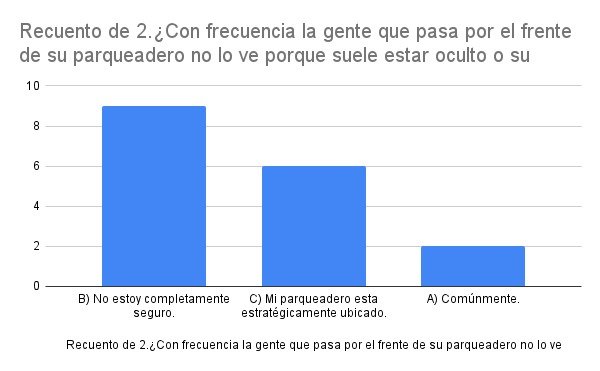 Recuento de 2.¿Con frecuencia la gente que pasa por el frente
de su parqueadero no lo ve porque suele estar oculto o su
10
8
6
4
2
0
B) No estoy completamente
seguro.
C) Mi parqueadero esta
estratégicamente ubicado.
A) Comúnmente.
Recuento de 2.¿Con frecuencia la gente que pasa por el frente de su parqueadero no lo ve